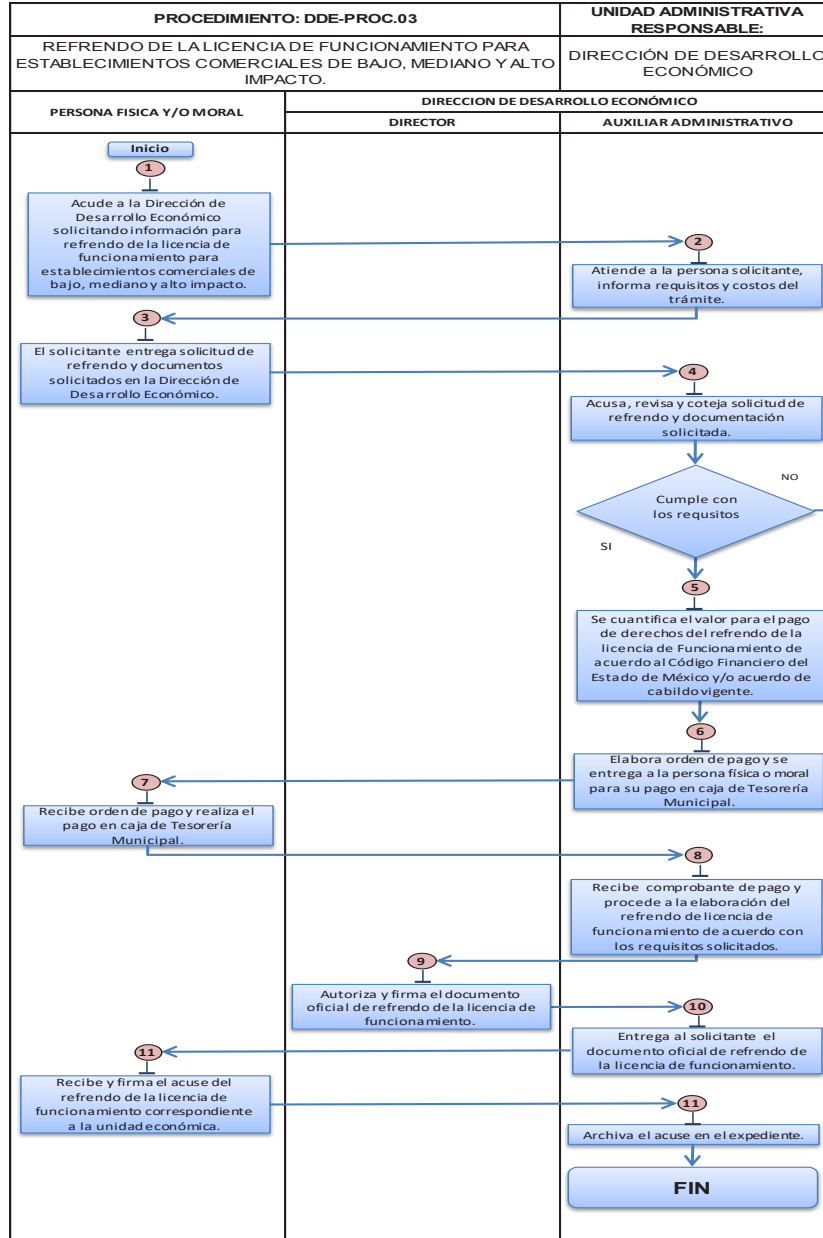 PROCEDIMIENTO: DDE-PROC.03
UNIDAD ADMINISTRATIVA
RESPONSABLE:
REFRENDO DE LA LICENCIA DE FUNCIONAMIENTO PARA
ESTABLECIMIENTOS COMERCIALES DE BAJO, MEDIANO Y ALTO
IMPACTO.
DIRECCIÓN DE DESARROLLO
ECONÓMICO
PERSONA FISICA Y/O MORAL
DIRECCION DE DESARROLLO ECONÓMICO
DIRECTOR
AUXILIAR ADMINISTRATIVO
Inicio
1
Acude a la Dirección de
Desarrollo Económico
solicitando información para
refrendo de la licencia de
funcionamiento para
establecimientos comerciales de
bajo, mediano y alto impacto.
2
Atiende a la persona solicitante,
informa requisitos y costos del
trámite.
3
El solicitante entrega solicitud de
refrendo y documentos
solicitados en la Dirección de
Desarrollo Económico.
4
Acusa, revisa y coteja solicitud de
refrendo y documentación
solicitada.
NO
Cumple con
los requsitos
SI
5
Se cuantifica el valor para el pago
de derechos del refrendo de la
licencia de Funcionamiento de
acuerdo al Código Financiero del
Estado de México y/o acuerdo de
cabildo vigente.
6
Elabora orden de pago y se
entrega a la persona física o moral
para su pago en caja de Tesorería
Municipal.
7
Recibe orden de pago y realiza el
pago en caja de Tesorería
Municipal.
8
Recibe comprobante de pago y
procede a la elaboración del
refrendo de licencia de
funcionamiento de acuerdo con
los requisitos solicitados.
9
Autoriza y firma el documento
oficial de refrendo de la licencia de
funcionamiento.
10
Entrega al solicitante el
documento oficial de refrendo de
la licencia de funcionamiento.
11
Recibe y firma el acuse del
refrendo de la licencia de
funcionamiento correspondiente
a la unidad económica.
11
Archiva el acuse en el expediente.
FIN